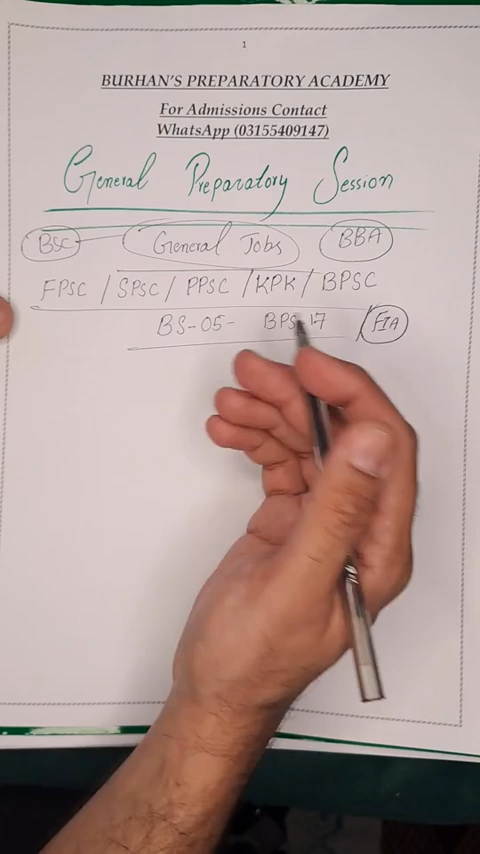 1
BURHAN'S PREPARATORY ACADEMY
For Admissions Contact
WhatsApp (03155409147)
General Preparatory Session
BSC General Jobs BBA
FPSC / SPSC / PPSC / KPK / BPSC
BS-05- BPS-17 / FIA